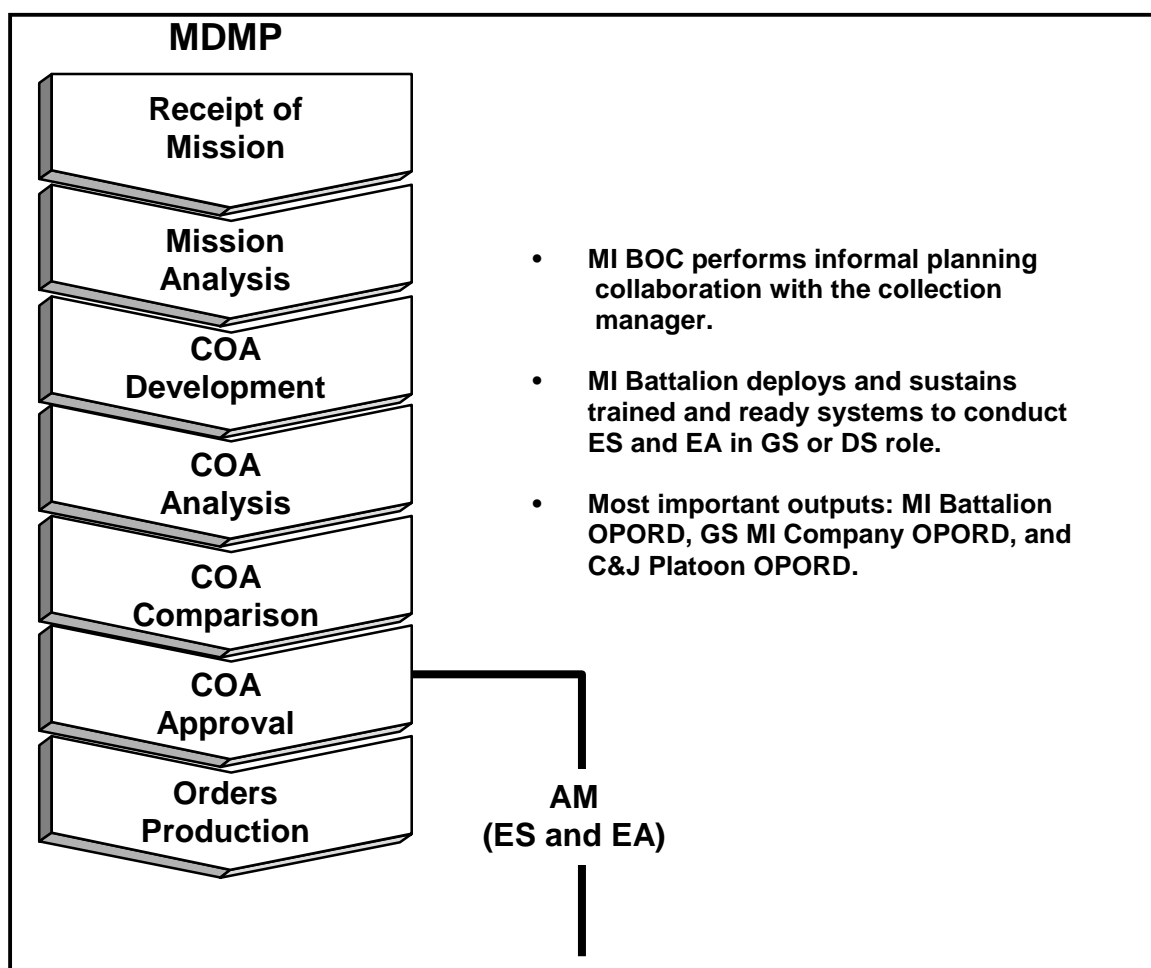 MDMP
Receipt of
Mission
Mission
Analysis
COA
Development
COA
Analysis
COA
Comparison
COA
Approval
Orders
Production
• MI BOC performs informal planning
collaboration with the collection
manager.
• MI Battalion deploys and sustains
trained and ready systems to conduct
ES and EA in GS or DS role.
• Most important outputs: MI Battalion
OPORD, GS MI Company OPORD, and
C&J Platoon OPORD.
AM
(ES and EA)